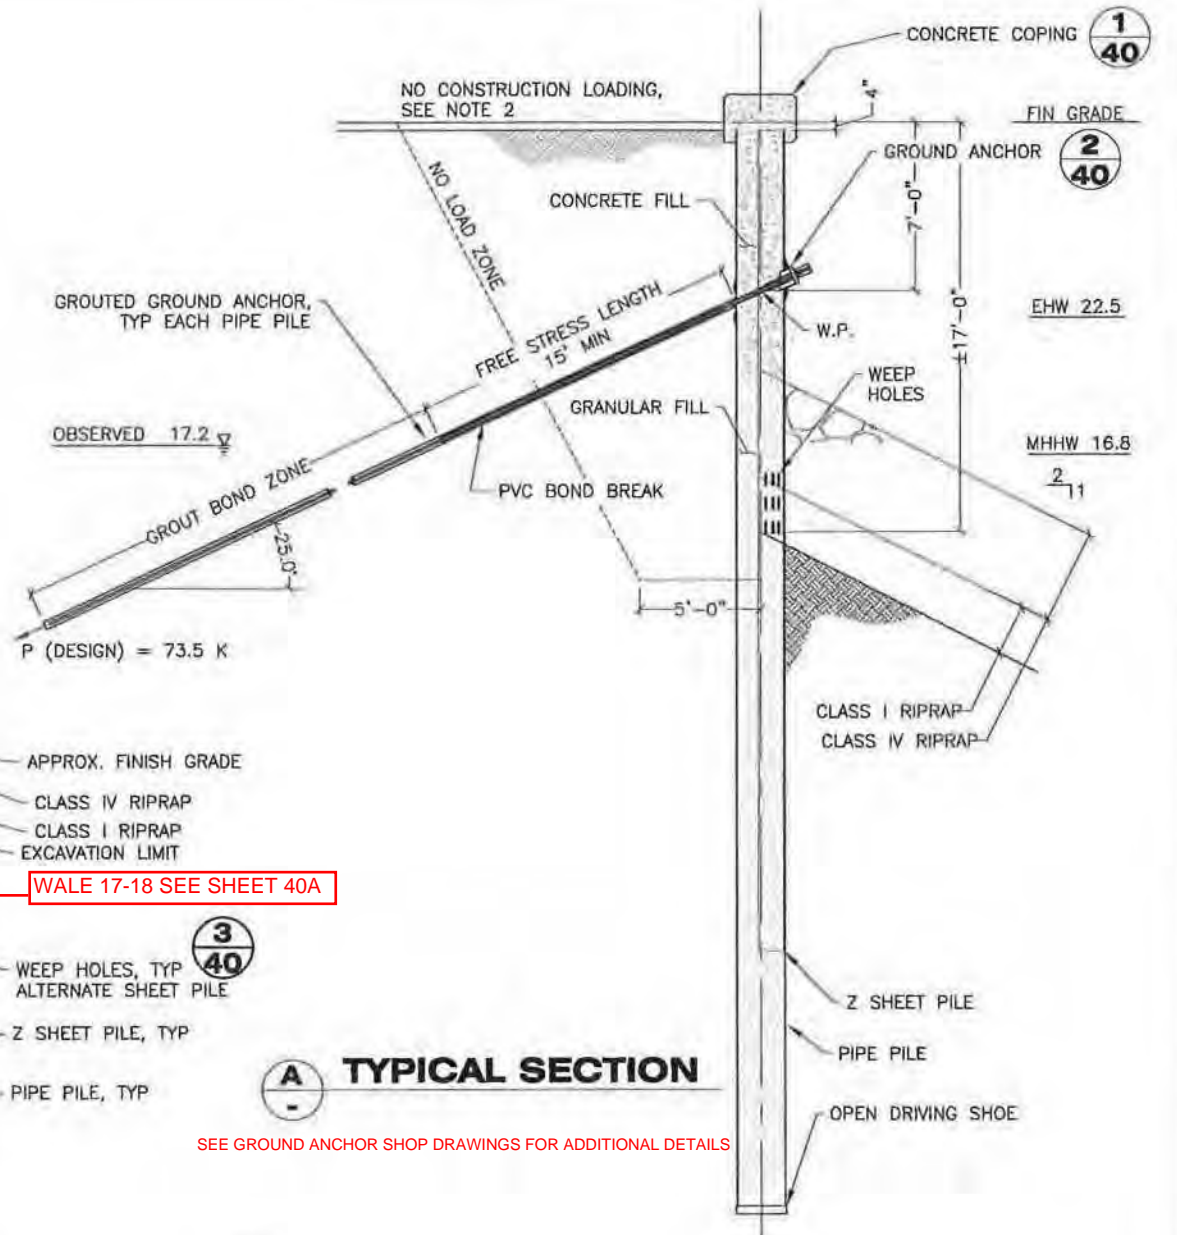 CONCRETE COPING
1
40
NO CONSTRUCTION LOADING,
SEE NOTE 2
4"
FIN GRADE
GROUND ANCHOR
2
40
NO LOAD ZONE
CONCRETE FILL
7'-0"
GROUTED GROUND ANCHOR,
TYP EACH PIPE PILE
FREE STRESS LENGTH
15' MIN
EHW 22.5
±17'-0"
W.P.
WEEP
HOLES
GRANULAR FILL
OBSERVED 17.2
MHHW 16.8
2
1
GROUT BOND ZONE
PVC BOND BREAK
25.0°
5'-0"
P (DESIGN) = 73.5 K
CLASS I RIPRAP
CLASS IV RIPRAP
APPROX. FINISH GRADE
CLASS IV RIPRAP
CLASS I RIPRAP
EXCAVATION LIMIT
WALE 17-18 SEE SHEET 40A
3
40
WEEP HOLES, TYP
ALTERNATE SHEET PILE
Z SHEET PILE
Z SHEET PILE, TYP
PIPE PILE
A
-
TYPICAL SECTION
PIPE PILE, TYP
OPEN DRIVING SHOE
SEE GROUND ANCHOR SHOP DRAWINGS FOR ADDITIONAL DETAILS